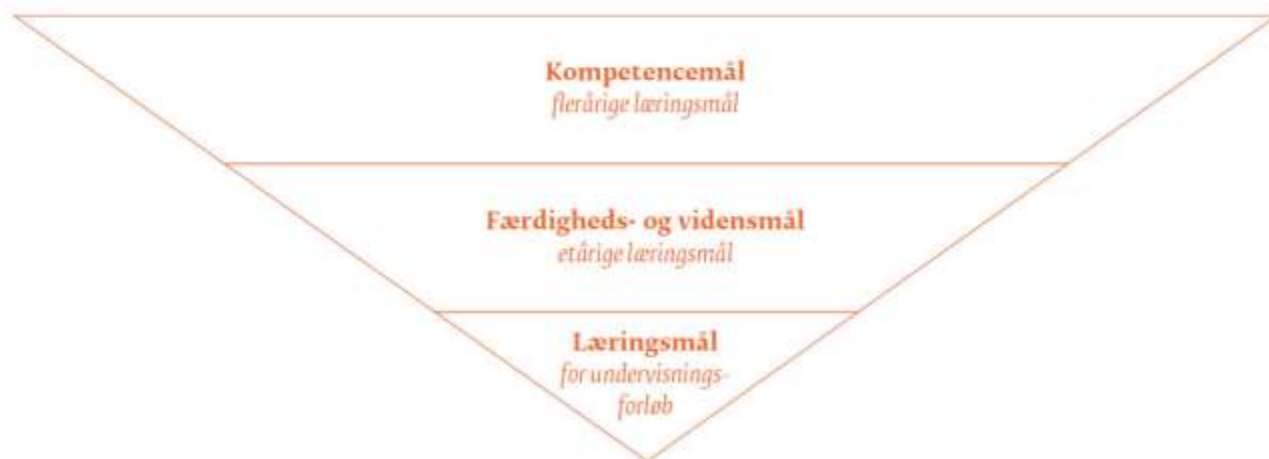 Kompetencemål
flerårige læringsmål
Færdigheds- og vidensmål
etårige læringsmål
Læringsmål
for undervisnings-
forløb